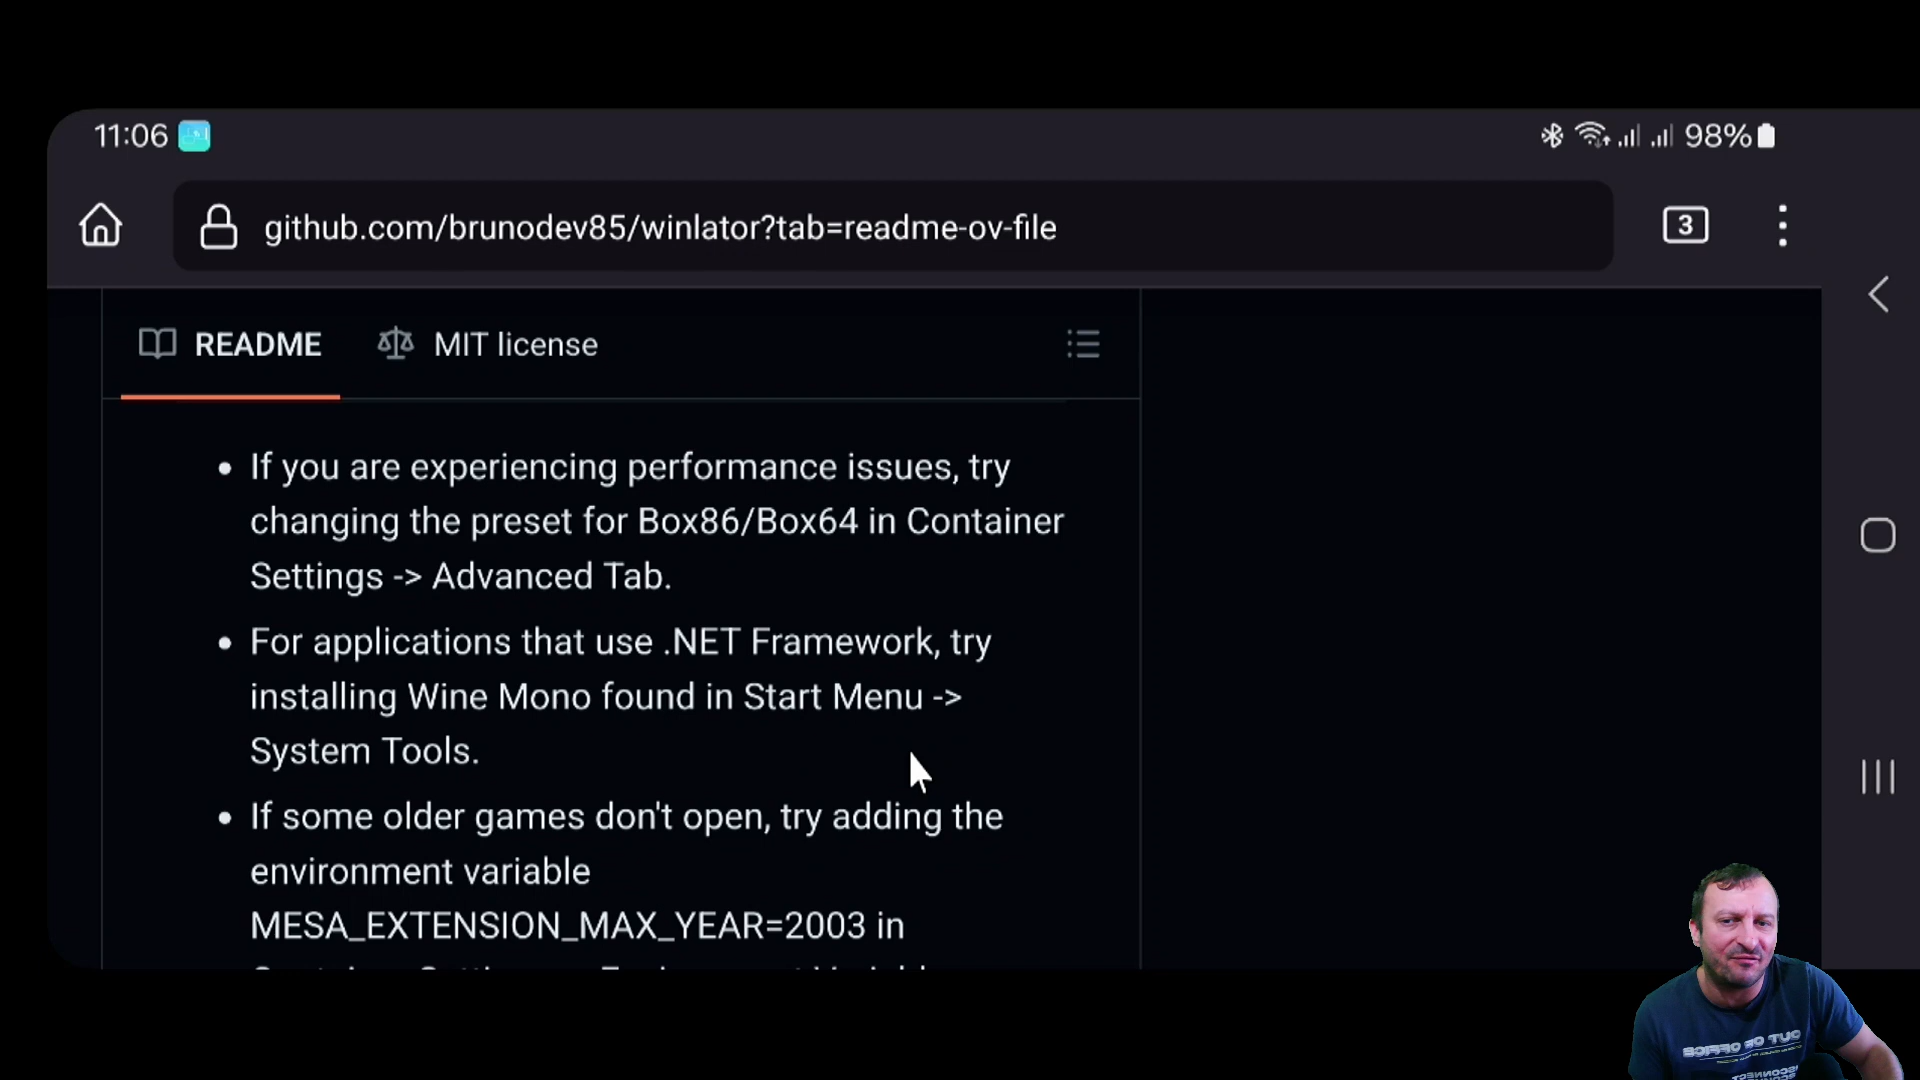 11:06
98%
github.com/brunodev85/winlator?tab=readme-ov-file
3
README
MIT license
If you are experiencing performance issues, try
changing the preset for Box86/Box64 in Container
Settings -> Advanced Tab.
For applications that use .NET Framework, try
installing Wine Mono found in Start Menu ->
System Tools.
If some older games don't open, try adding the
environment variable
MESA_EXTENSION_MAX_YEAR=2003 in
OUT OF OFFICE